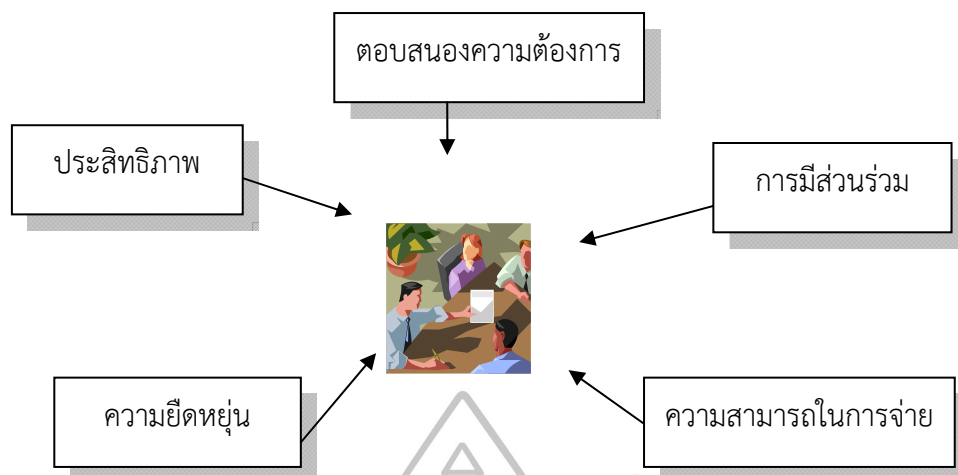 ตอบสนองความต้องการ
ประสิทธิภาพ
การมีส่วนร่วม
ความยืดหยุ่น
ความสามารถในการจ่าย